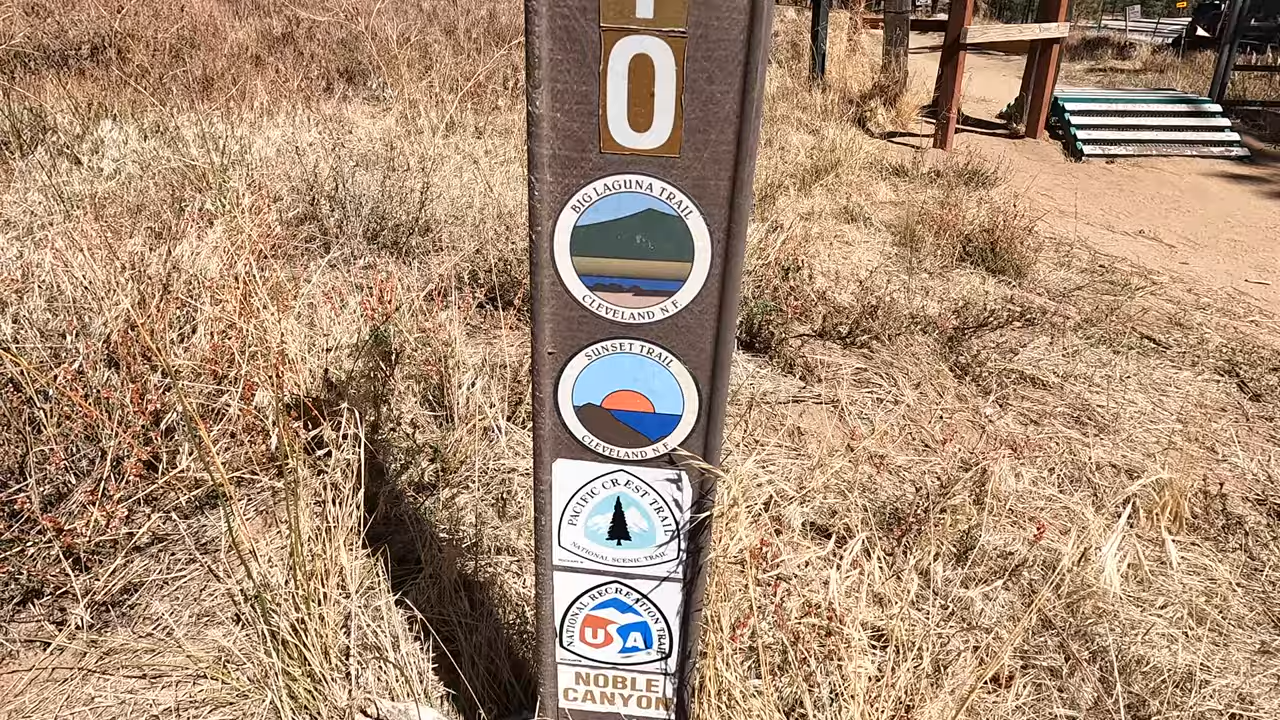 0
BIG LAGUNA TRAIL
CLEVELAND N.F.
SUNSET TRAIL
CLEVELAND N.F.
PACIFIC CREST TRAIL
NATIONAL SCENIC TRAIL
NATIONAL RECREATION TRAIL
USA
NOBLE
CANYON